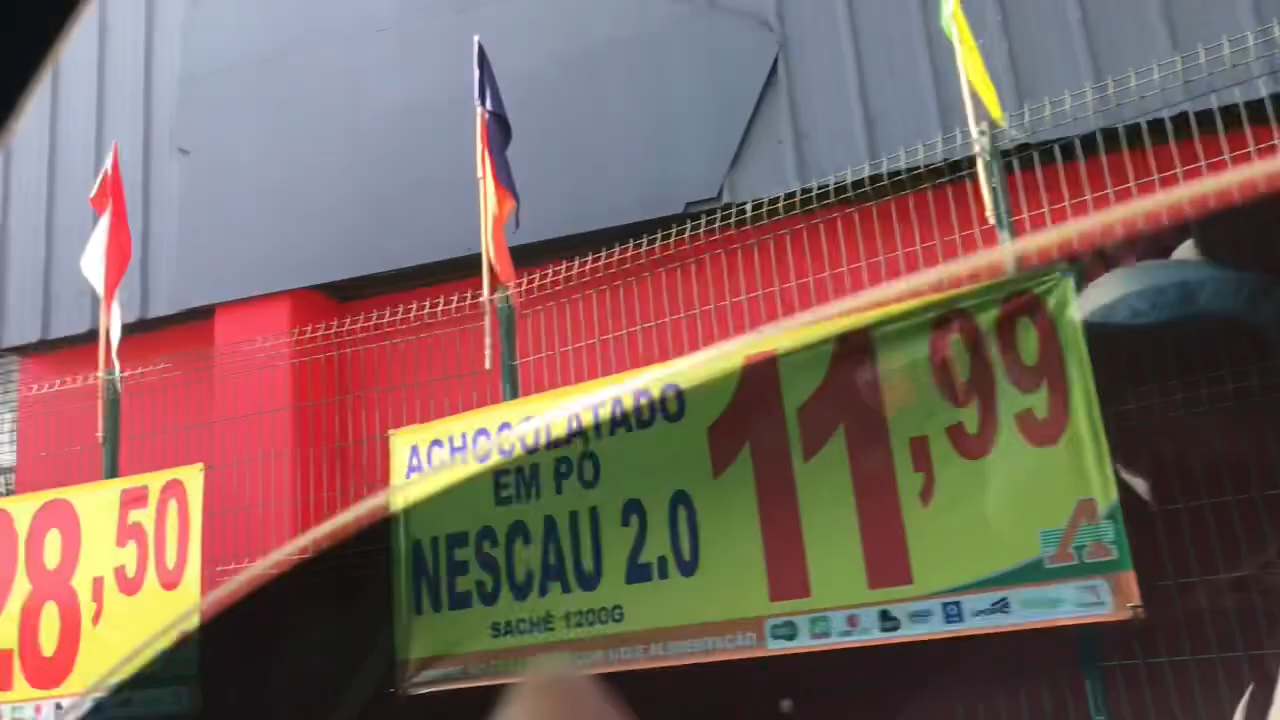 ACHOCOLATADO
EM PÓ
NESCAU 2.0
SACHÊ 1200G
11,99
28,50